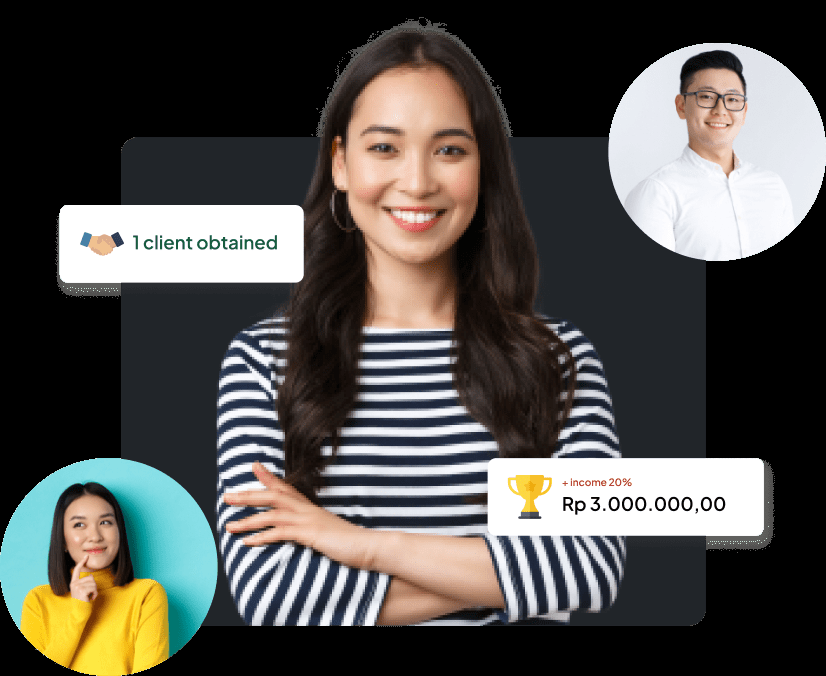 1 client obtained
+ income 20%
Rp 3.000.000,00